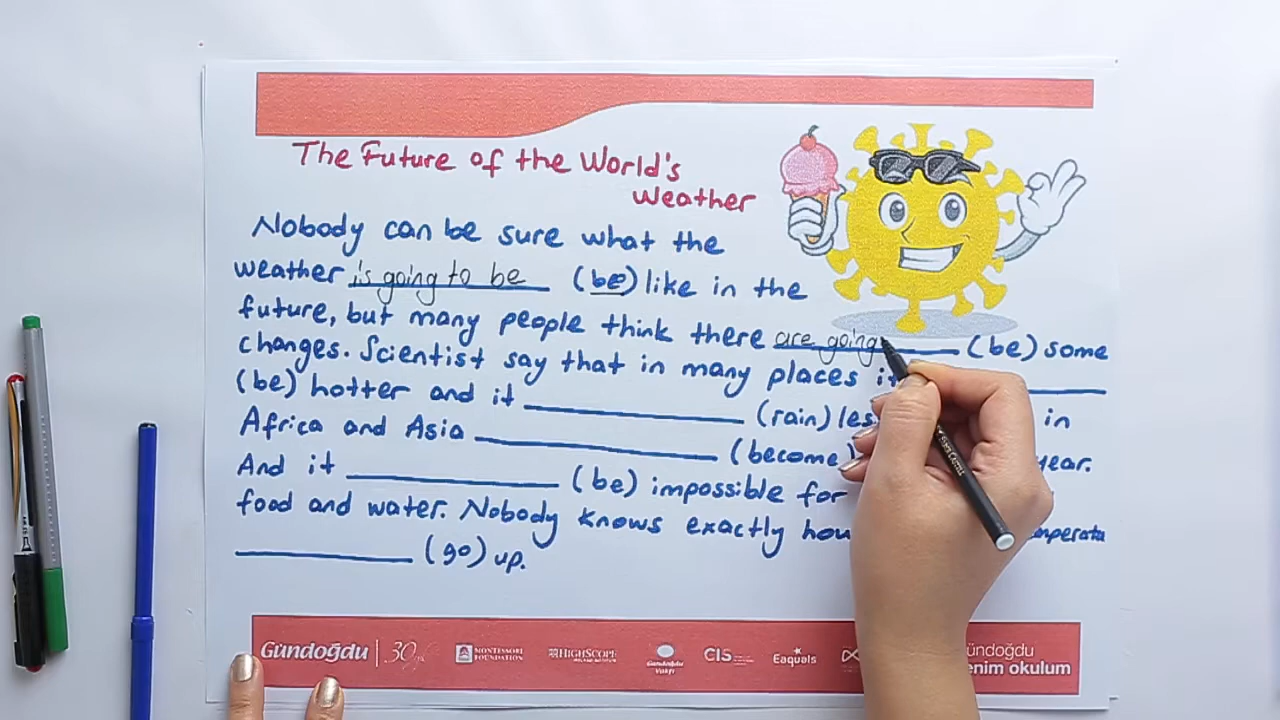 The Future of the World's
Weather
Nobody can be sure what the
weather is going to be (be) like in the
future, but many people think there are going (be) some
changes. Scientist say that in many places it
(be) hotter and it (rain) les in
Africa and Asia (become) year.
And it (be) impossible for
food and water. Nobody knows exactly how
(go) up.
Gündoğdu 30 MONTESSORI FOUNDATION HIGHSCOPE Gündoğdu Vakfı CIS Eaquals ündoğdu
enim okulum